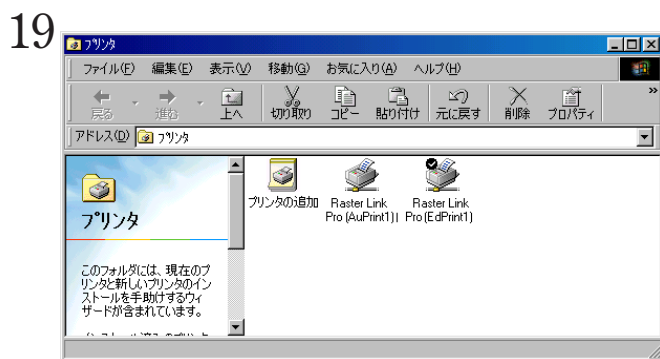 19
プリンタ
ファイル(F) 編集(E) 表示(V) 移動(G) お気に入り(A) ヘルプ(H)
戻る 進む 上へ 切り取り コピー 貼り付け 元に戻す 削除 プロパティ »
アドレス(D) プリンタ
プリンタの追加 Raster Link Pro (AuPrint1)) Raster Link Pro (EdPrint1)
プリンタ
このフォルダには、現在のプ
リンタと新しいプリンタのイン
ストールを手助けするウィ
ザードが含まれています。